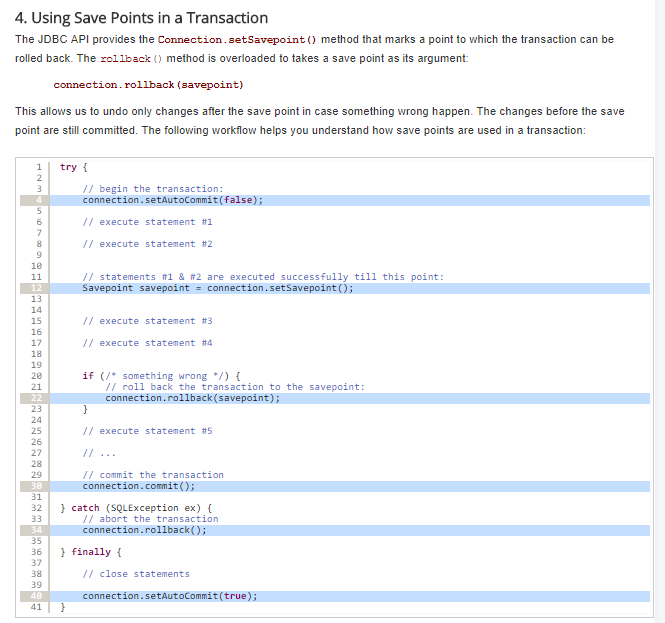 4. Using Save Points in a Transaction
The JDBC API provides the Connection.setSavepoint() method that marks a point to which the transaction can be
rolled back. The rollback() method is overloaded to takes a save point as its argument:
connection.rollback(savepoint)
This allows us to undo only changes after the save point in case something wrong happen. The changes before the save
point are still committed. The following workflow helps you understand how save points are used in a transaction:
1 try {
2
3 // begin the transaction:
4 connection.setAutoCommit(false);
5
6 // execute statement #1
7
8 // execute statement #2
9
10
11 // statements #1 & #2 are executed successfully till this point:
12 Savepoint savepoint = connection.setSavepoint();
13
14
15 // execute statement #3
16
17 // execute statement #4
18
19
20 if (/* something wrong */) {
21 // roll back the transaction to the savepoint:
22 connection.rollback(savepoint);
23 }
24
25 // execute statement #5
26
27 // ...
28
29 // commit the transaction
30 connection.commit();
31
32 } catch (SQLException ex) {
33 // abort the transaction
34 connection.rollback();
35
36 } finally {
37
38 // close statements
39
40 connection.setAutoCommit(true);
41 }